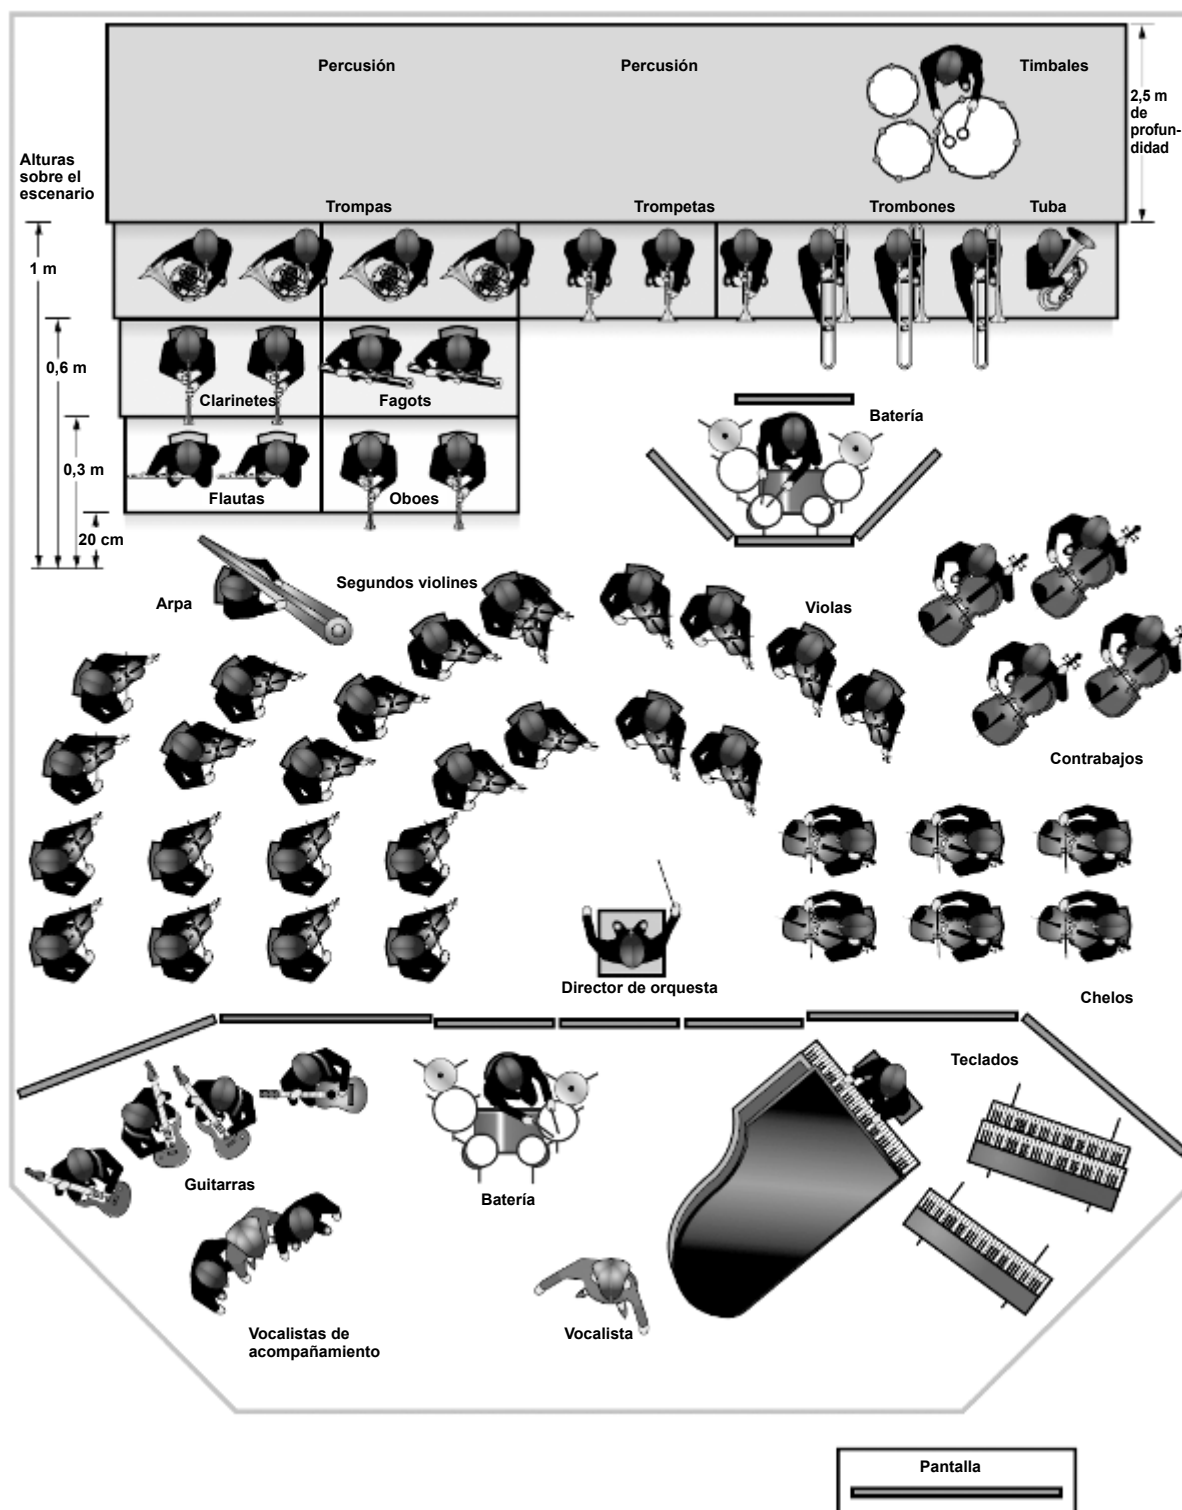 Percusión
Percusión
Timbales
2,5 m
de
profun-
didad
Alturas
sobre el
escenario
Trompas
Trompetas
Trombones
Tuba
1 m
0,6 m
Clarinetes
Fagots
Batería
0,3 m
Flautas
Oboes
20 cm
Segundos violines
Arpa
Violas
Contrabajos
Director de orquesta
Chelos
Teclados
Guitarras
Batería
Vocalistas de
acompañamiento
Vocalista
Pantalla